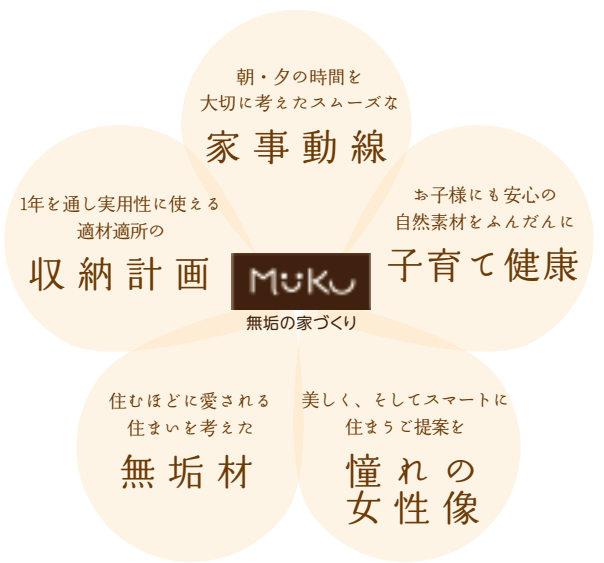 朝・夕の時間を
大切に考えたスムーズな
家事動線
1年を通し実用性に使える
適材適所の
収納計画
お子様にも安心の
自然素材をふんだんに
子育て健康
MuKu
無垢の家づくり
住むほどに愛される
住まいを考えた
無垢材
美しく、そしてスマートに
住まうご提案を
憧れの
女性像